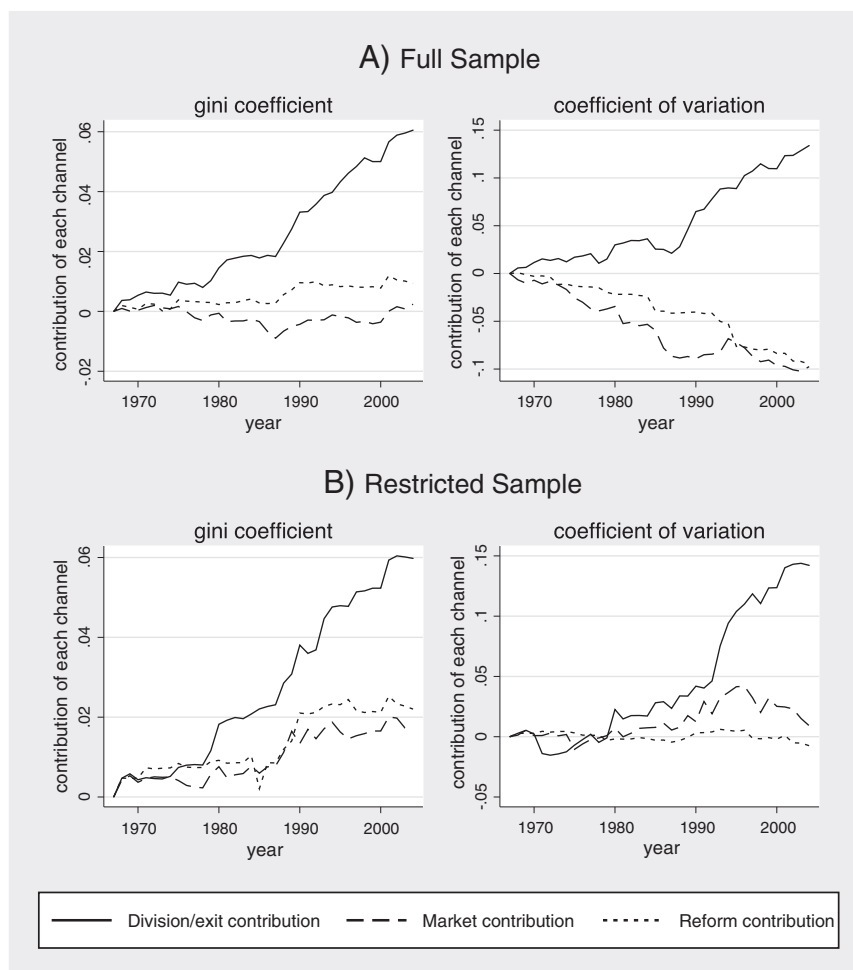 A) Full Sample
gini coefficient
contribution of each channel
-.02
0
.02
.04
.06
1970 1980 1990 2000
year
coefficient of variation
contribution of each channel
-.1
-.05
0
.05
.1
.15
1970 1980 1990 2000
year
B) Restricted Sample
gini coefficient
contribution of each channel
0
.02
.04
.06
1970 1980 1990 2000
year
coefficient of variation
contribution of each channel
-.05
0
.05
.1
.15
1970 1980 1990 2000
year
Division/exit contribution Market contribution Reform contribution